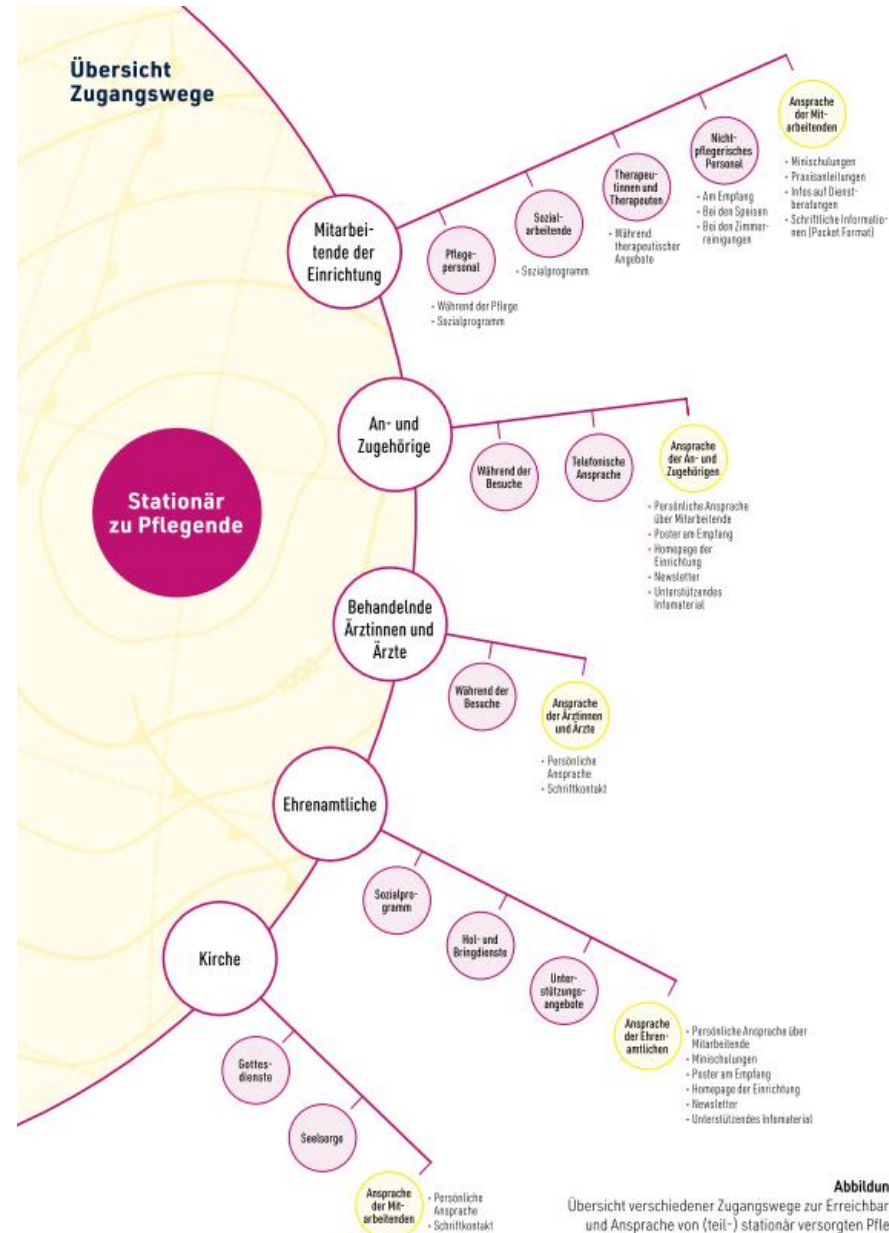 Übersicht
Zugangswege
Stationär
zu Pflegende
Mitarbei-
tende der
Einrichtung
Pflege-
personal
- Während der Pflege
- Sozialprogramm
Sozial-
arbeitende
- Sozialprogramm
Therapeu-
tinnen und
Therapeuten
- Während
therapeutischer
Angebote
Nicht-
pflegerisches
Personal
- Am Empfang
- Bei den Speisen
- Bei den Zimmer-
reinigungen
Ansprache
der Mit-
arbeitenden
- Minischulungen
- Praxisanleitungen
- Infos auf Dienst-
beratungen
- Schriftliche Informatio-
nen (Pocket Format)
An- und
Zugehörige
Während der
Besuche
Telefonische
Ansprache
Ansprache
der An- und
Zugehörigen
- Persönliche Ansprache
über Mitarbeitende
- Poster am Empfang
- Homepage der
Einrichtung
- Newsletter
- Unterstützendes
Infomaterial
Behandelnde
Ärztinnen und
Ärzte
Während der
Besuche
Ansprache
der Ärztinnen
und Ärzte
- Persönliche
Ansprache
- Schriftkontakt
Ehrenamtliche
Sozialpro-
gramm
Hol- und
Bringdienste
Unter-
stützungs-
angebote
Ansprache
der Ehren-
amtlichen
- Persönliche Ansprache über
Mitarbeitende
- Minischulungen
- Poster am Empfang
- Homepage der Einrichtung
- Newsletter
- Unterstützendes Infomaterial
Kirche
Gottes-
dienste
Seelsorge
Ansprache
der Mit-
arbeitenden
- Persönliche
Ansprache
- Schriftkontakt
Abbildun
Übersicht verschiedener Zugangswege zur Erreichbar
und Ansprache von (teil-) stationär versorgten Pfle